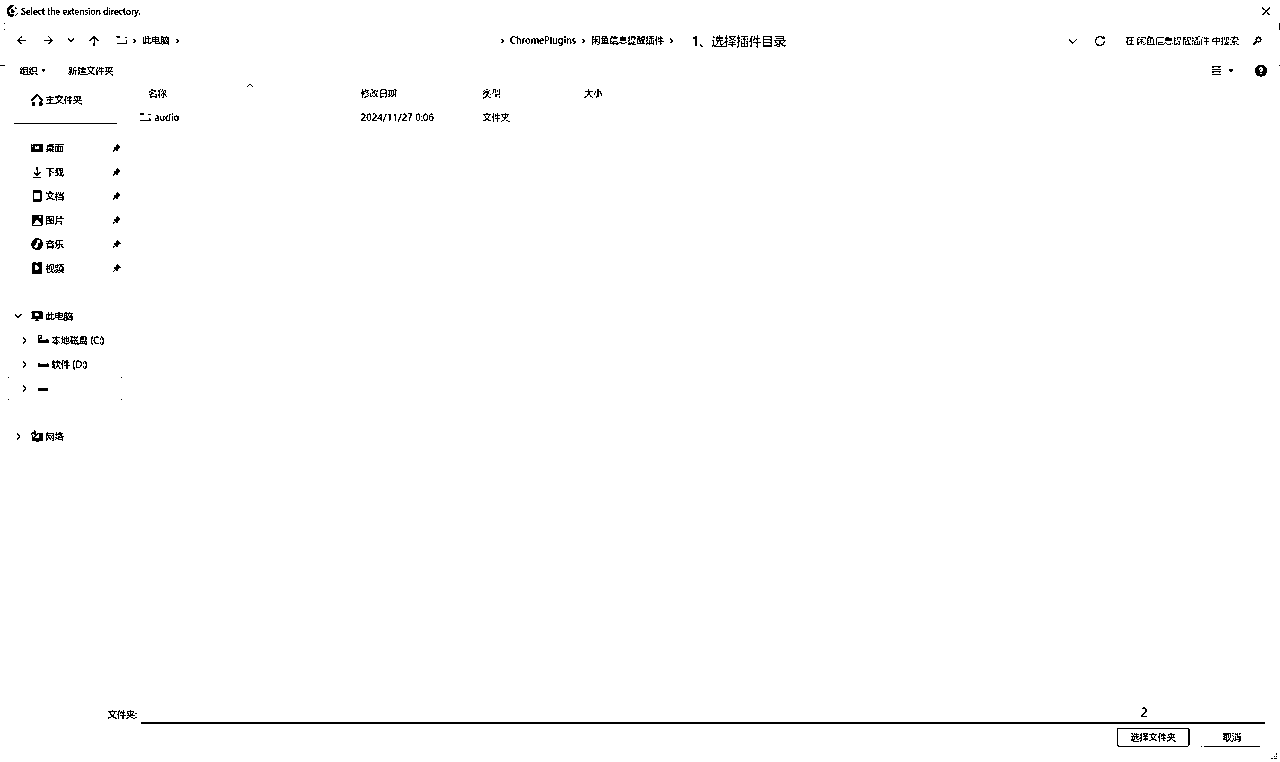 Select the extension directory.
此电脑 › › ChromePlugins › 闲鱼信息提醒插件 › 1、选择插件目录 在 闲鱼信息提醒插件 中搜索
组织 新建文件夹
名称 修改日期 类型 大小
主文件夹
audio 2024/11/27 0:06 文件夹
桌面
下载
文档
图片
音乐
视频
此电脑
本地磁盘 (C:)
软件 (D:)
网络
文件夹:
2
选择文件夹 取消